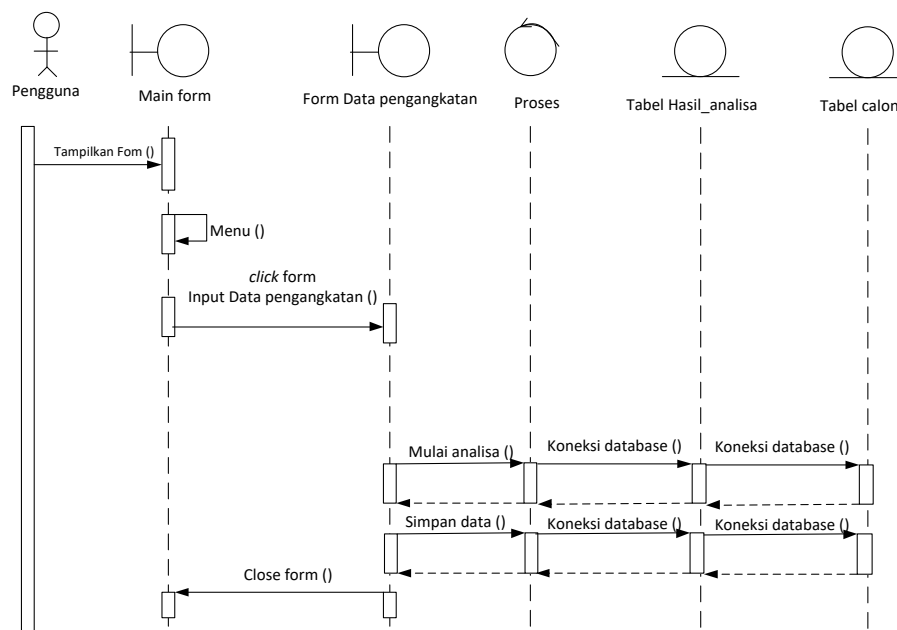 Pengguna
Main form
Form Data pengangkatan
Proses
Tabel Hasil_analisa
Tabel calon
Tampilkan Fom ()
Menu ()
click form
Input Data pengangkatan ()
Mulai analisa ()
Koneksi database ()
Koneksi database ()
Simpan data ()
Koneksi database ()
Koneksi database ()
Close form ()